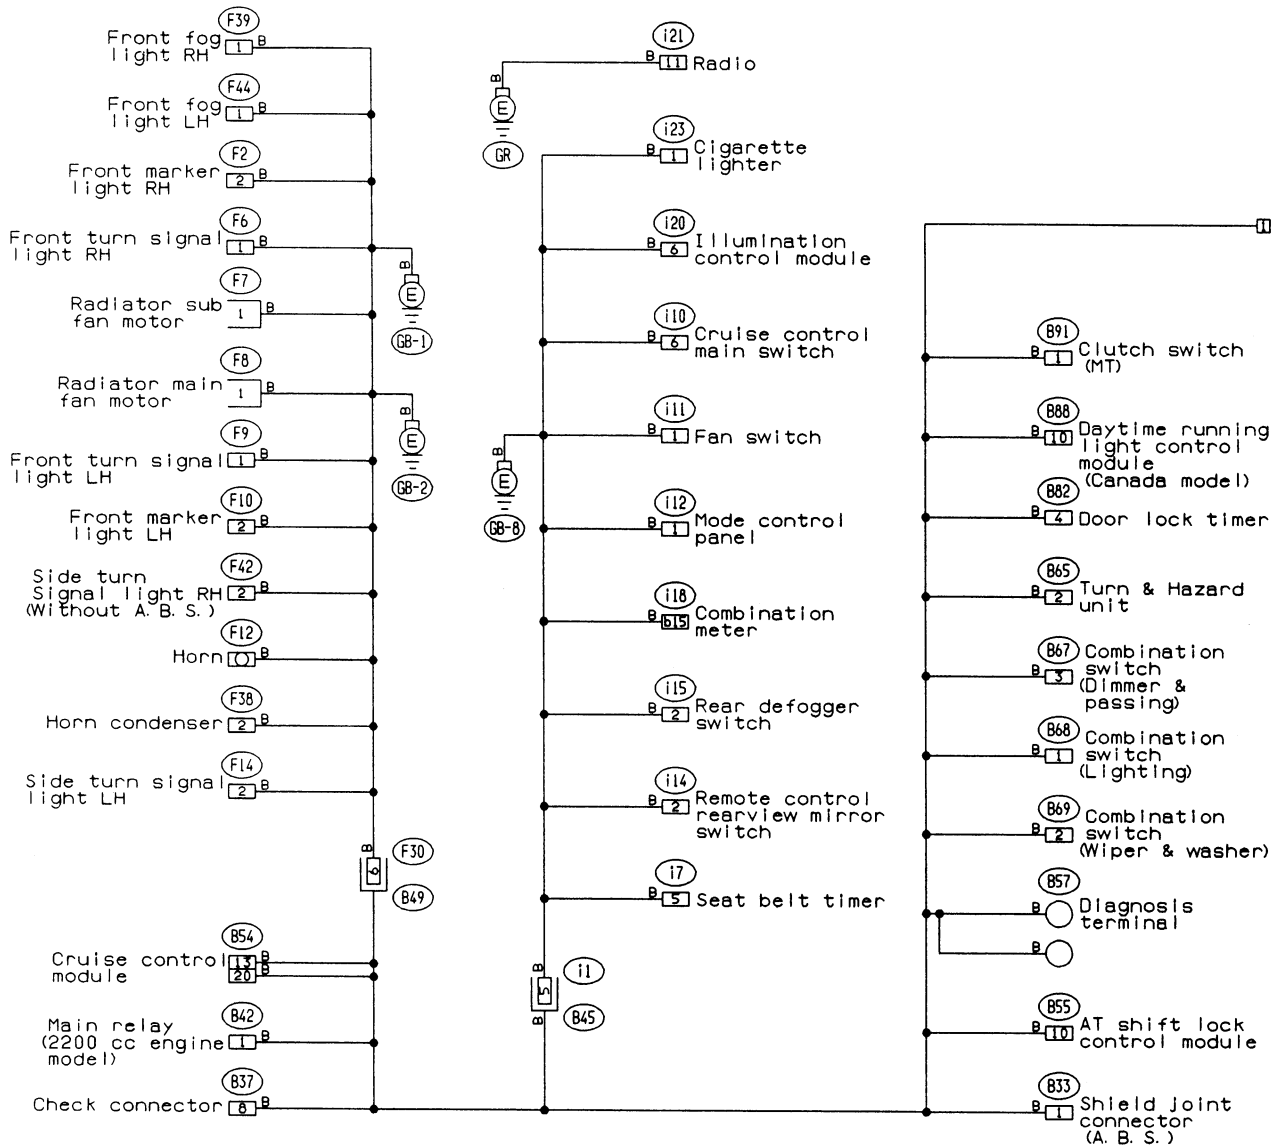 F39
Front fog
light RH
1
B
F44
Front fog
light LH
1
B
F2
Front marker
light RH
2
B
F6
Front turn signal
light RH
1
B
B
E
GB-1
F7
Radiator sub
fan motor
1
B
F8
Radiator main
fan motor
1
B
B
E
GB-2
F9
Front turn signal
light LH
1
B
F10
Front marker
light LH
2
B
F42
Side turn
Signal light RH
(Without A. B. S. )
2
B
F12
Horn
B
F38
Horn condenser
2
B
F14
Side turn signal
light LH
2
B
B
6
F30
B
B49
B54
Cruise control
module
13
B
20
B
B42
Main relay
(2200 cc engine
model)
1
B
B37
Check connector
8
B
i21
B
11
Radio
B
E
GR
i23
B
1
Cigarette
lighter
i20
B
6
Illumination
control module
i10
B
6
Cruise control
main switch
i11
B
1
Fan switch
B
E
GB-8
i12
B
1
Mode control
panel
i18
B
b15
Combination
meter
i15
B
2
Rear defogger
switch
i14
B
2
Remote control
rearview mirror
switch
i7
B
5
Seat belt timer
B
5
i1
B
B45
1
B91
B
1
Clutch switch
(MT)
B88
B
10
Daytime running
light control
module
(Canada model)
B82
B
4
Door lock timer
B65
B
2
Turn & Hazard
unit
B67
B
3
Combination
switch
(Dimmer &
passing)
B68
B
1
Combination
switch
(Lighting)
B69
B
2
Combination
switch
(Wiper & washer)
B57
B
Diagnosis
terminal
B
B55
B
10
AT shift lock
control module
B33
B
1
Shield joint
connector
(A. B. S. )